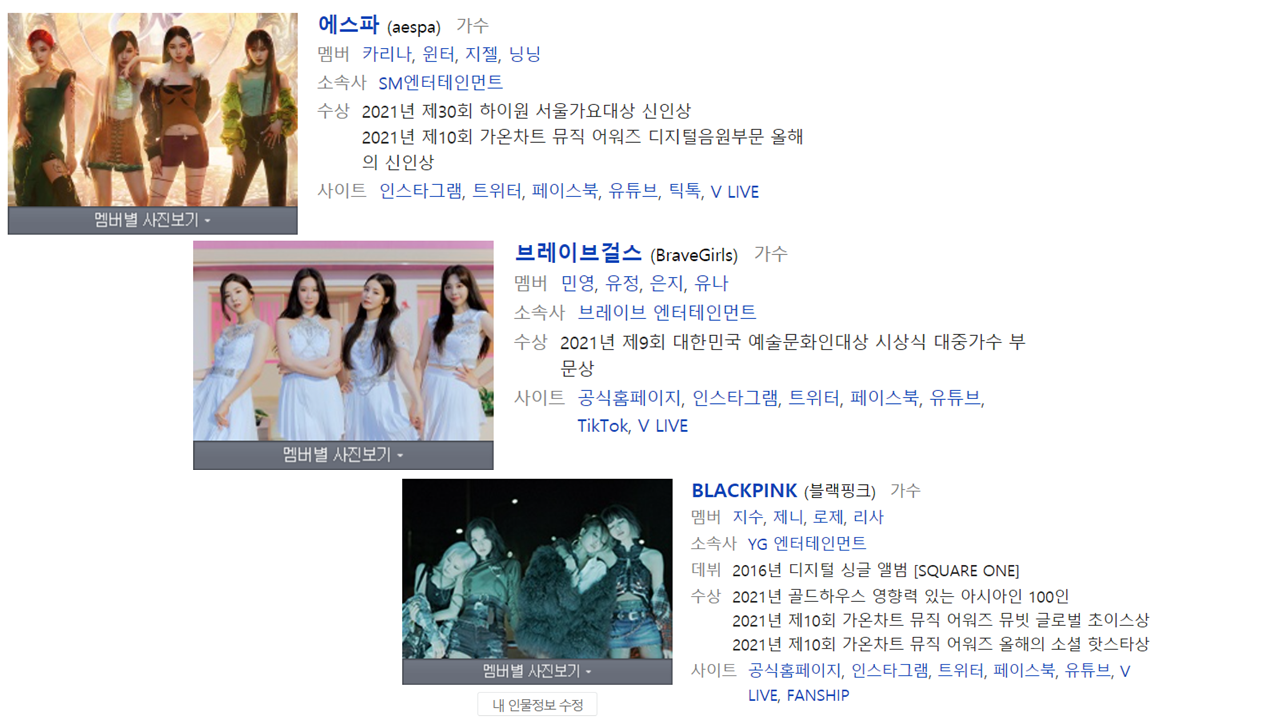 에스파 (aespa) 가수
멤버 카리나, 윈터, 지젤, 닝닝
소속사 SM엔터테인먼트
수상 2021년 제30회 하이원 서울가요대상 신인상
2021년 제10회 가온차트 뮤직 어워즈 디지털음원부문 올해
의 신인상
사이트 인스타그램, 트위터, 페이스북, 유튜브, 틱톡, V LIVE
멤버별 사진보기
브레이브걸스 (BraveGirls) 가수
멤버 민영, 유정, 은지, 유나
소속사 브레이브 엔터테인먼트
수상 2021년 제9회 대한민국 예술문화인대상 시상식 대중가수 부
문상
사이트 공식홈페이지, 인스타그램, 트위터, 페이스북, 유튜브,
TikTok, V LIVE
멤버별 사진보기
BLACKPINK (블랙핑크) 가수
멤버 지수, 제니, 로제, 리사
소속사 YG 엔터테인먼트
데뷔 2016년 디지털 싱글 앨범 [SQUARE ONE]
수상 2021년 골드하우스 영향력 있는 아시아인 100인
2021년 제10회 가온차트 뮤직 어워즈 뮤빗 글로벌 초이스상
2021년 제10회 가온차트 뮤직 어워즈 올해의 소셜 핫스타상
사이트 공식홈페이지, 인스타그램, 트위터, 페이스북, 유튜브, V
LIVE, FANSHIP
멤버별 사진보기
내 인물정보 수정